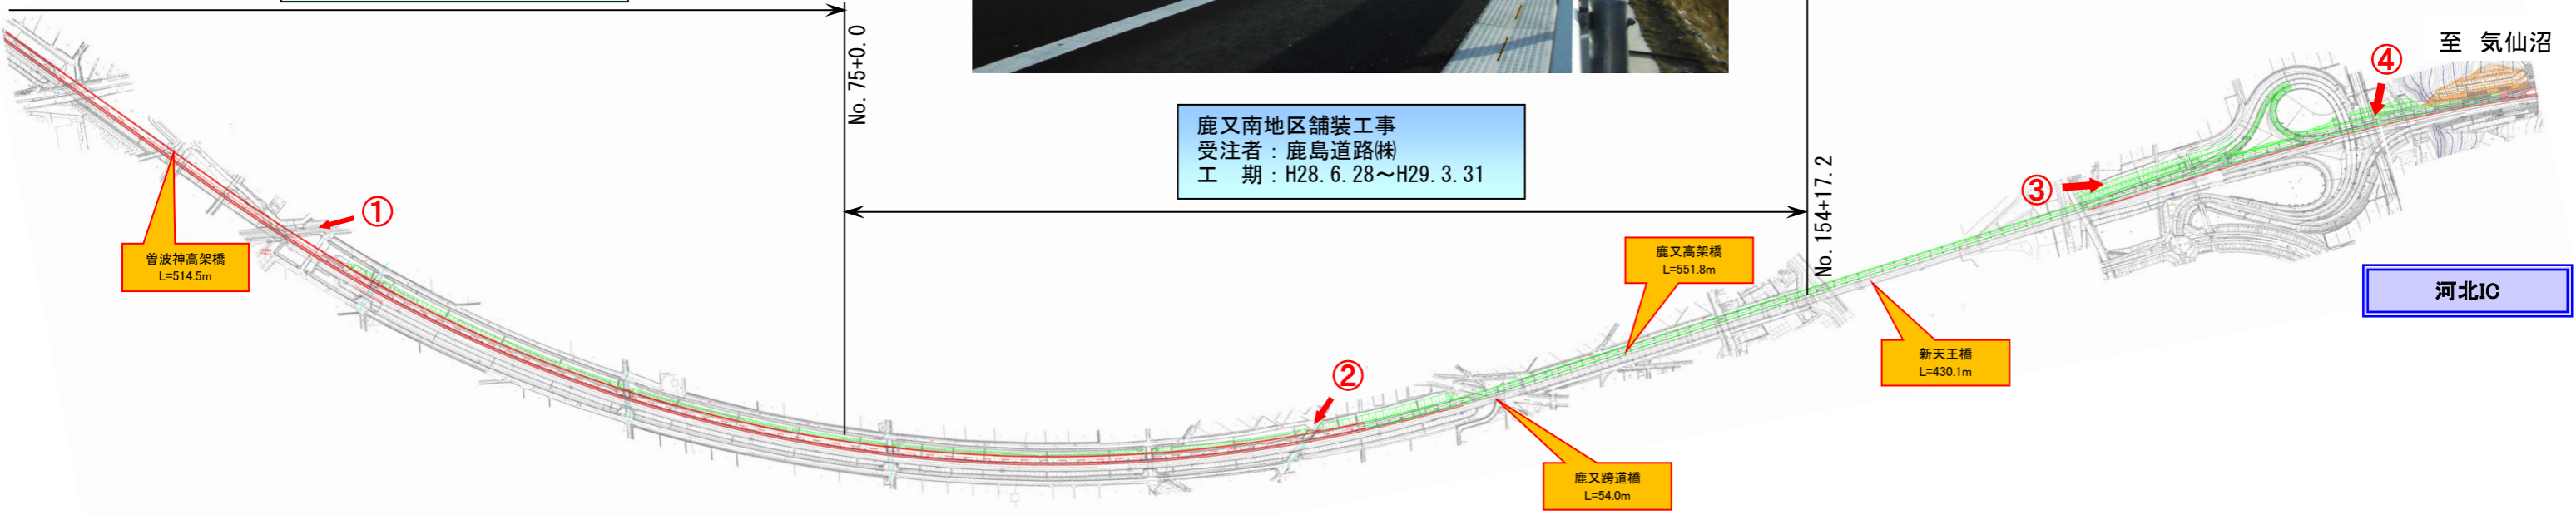 No. 75+0. 0
至 気仙沼
④
鹿又南地区舗装工事
受注者：鹿島道路㈱
工 期：H28. 6. 28～H29. 3. 31
No. 154+17. 2
③
①
曽波神高架橋
L=514.5m
鹿又高架橋
L=551.8m
河北IC
新天王橋
L=430.1m
②
鹿又跨道橋
L=54.0m